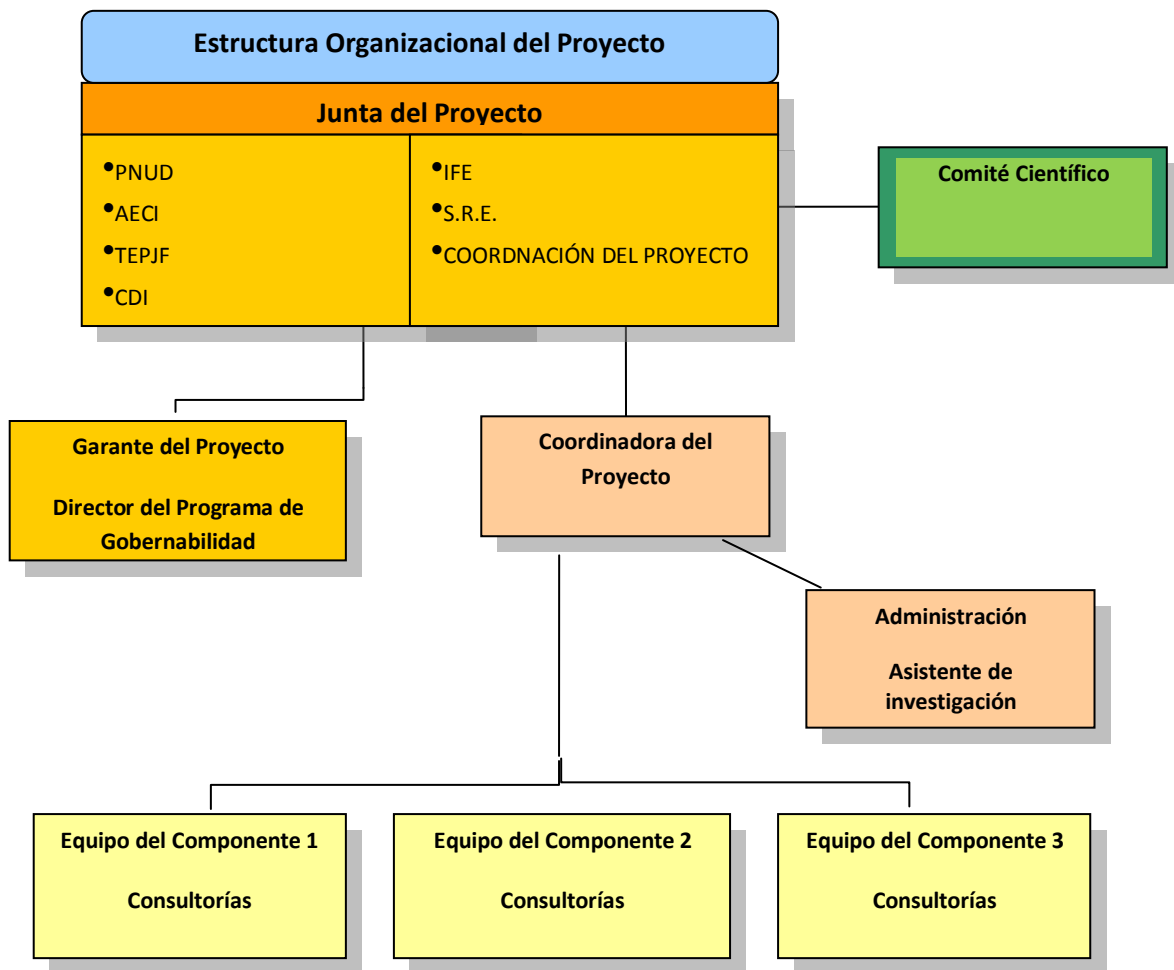 Estructura Organizacional del Proyecto
Junta del Proyecto
•PNUD
•AECI
•TEPJF
•CDI
•IFE
•S.R.E.
•COORDNACIÓN DEL PROYECTO
Comité Científico
Garante del Proyecto
Director del Programa de
Gobernabilidad
Coordinadora del
Proyecto
Administración
Asistente de
investigación
Equipo del Componente 1
Consultorías
Equipo del Componente 2
Consultorías
Equipo del Componente 3
Consultorías